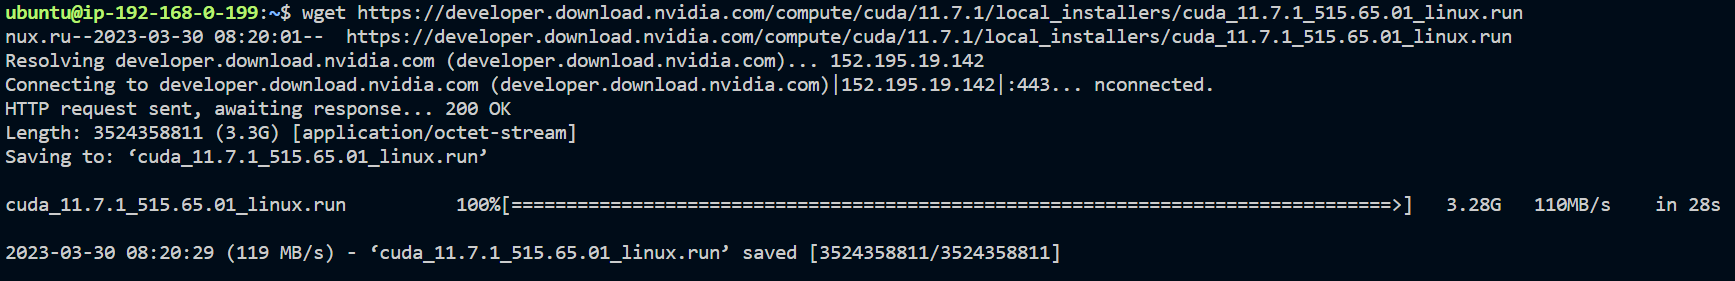 ubuntu@ip-192-168-0-199:~$ wget https://developer.download.nvidia.com/compute/cuda/11.7.1/local_installers/cuda_11.7.1_515.65.01_linux.run
nux.ru--2023-03-30 08:20:01--  https://developer.download.nvidia.com/compute/cuda/11.7.1/local_installers/cuda_11.7.1_515.65.01_linux.run
Resolving developer.download.nvidia.com (developer.download.nvidia.com)... 152.195.19.142
Connecting to developer.download.nvidia.com (developer.download.nvidia.com)|152.195.19.142|:443... nconnected.
HTTP request sent, awaiting response... 200 OK
Length: 3524358811 (3.3G) [application/octet-stream]
Saving to: ‘cuda_11.7.1_515.65.01_linux.run’
cuda_11.7.1_515.65.01_linux.run          100%[================================================================================>]   3.28G   110MB/s    in 28s
2023-03-30 08:20:29 (119 MB/s) - ‘cuda_11.7.1_515.65.01_linux.run’ saved [3524358811/3524358811]